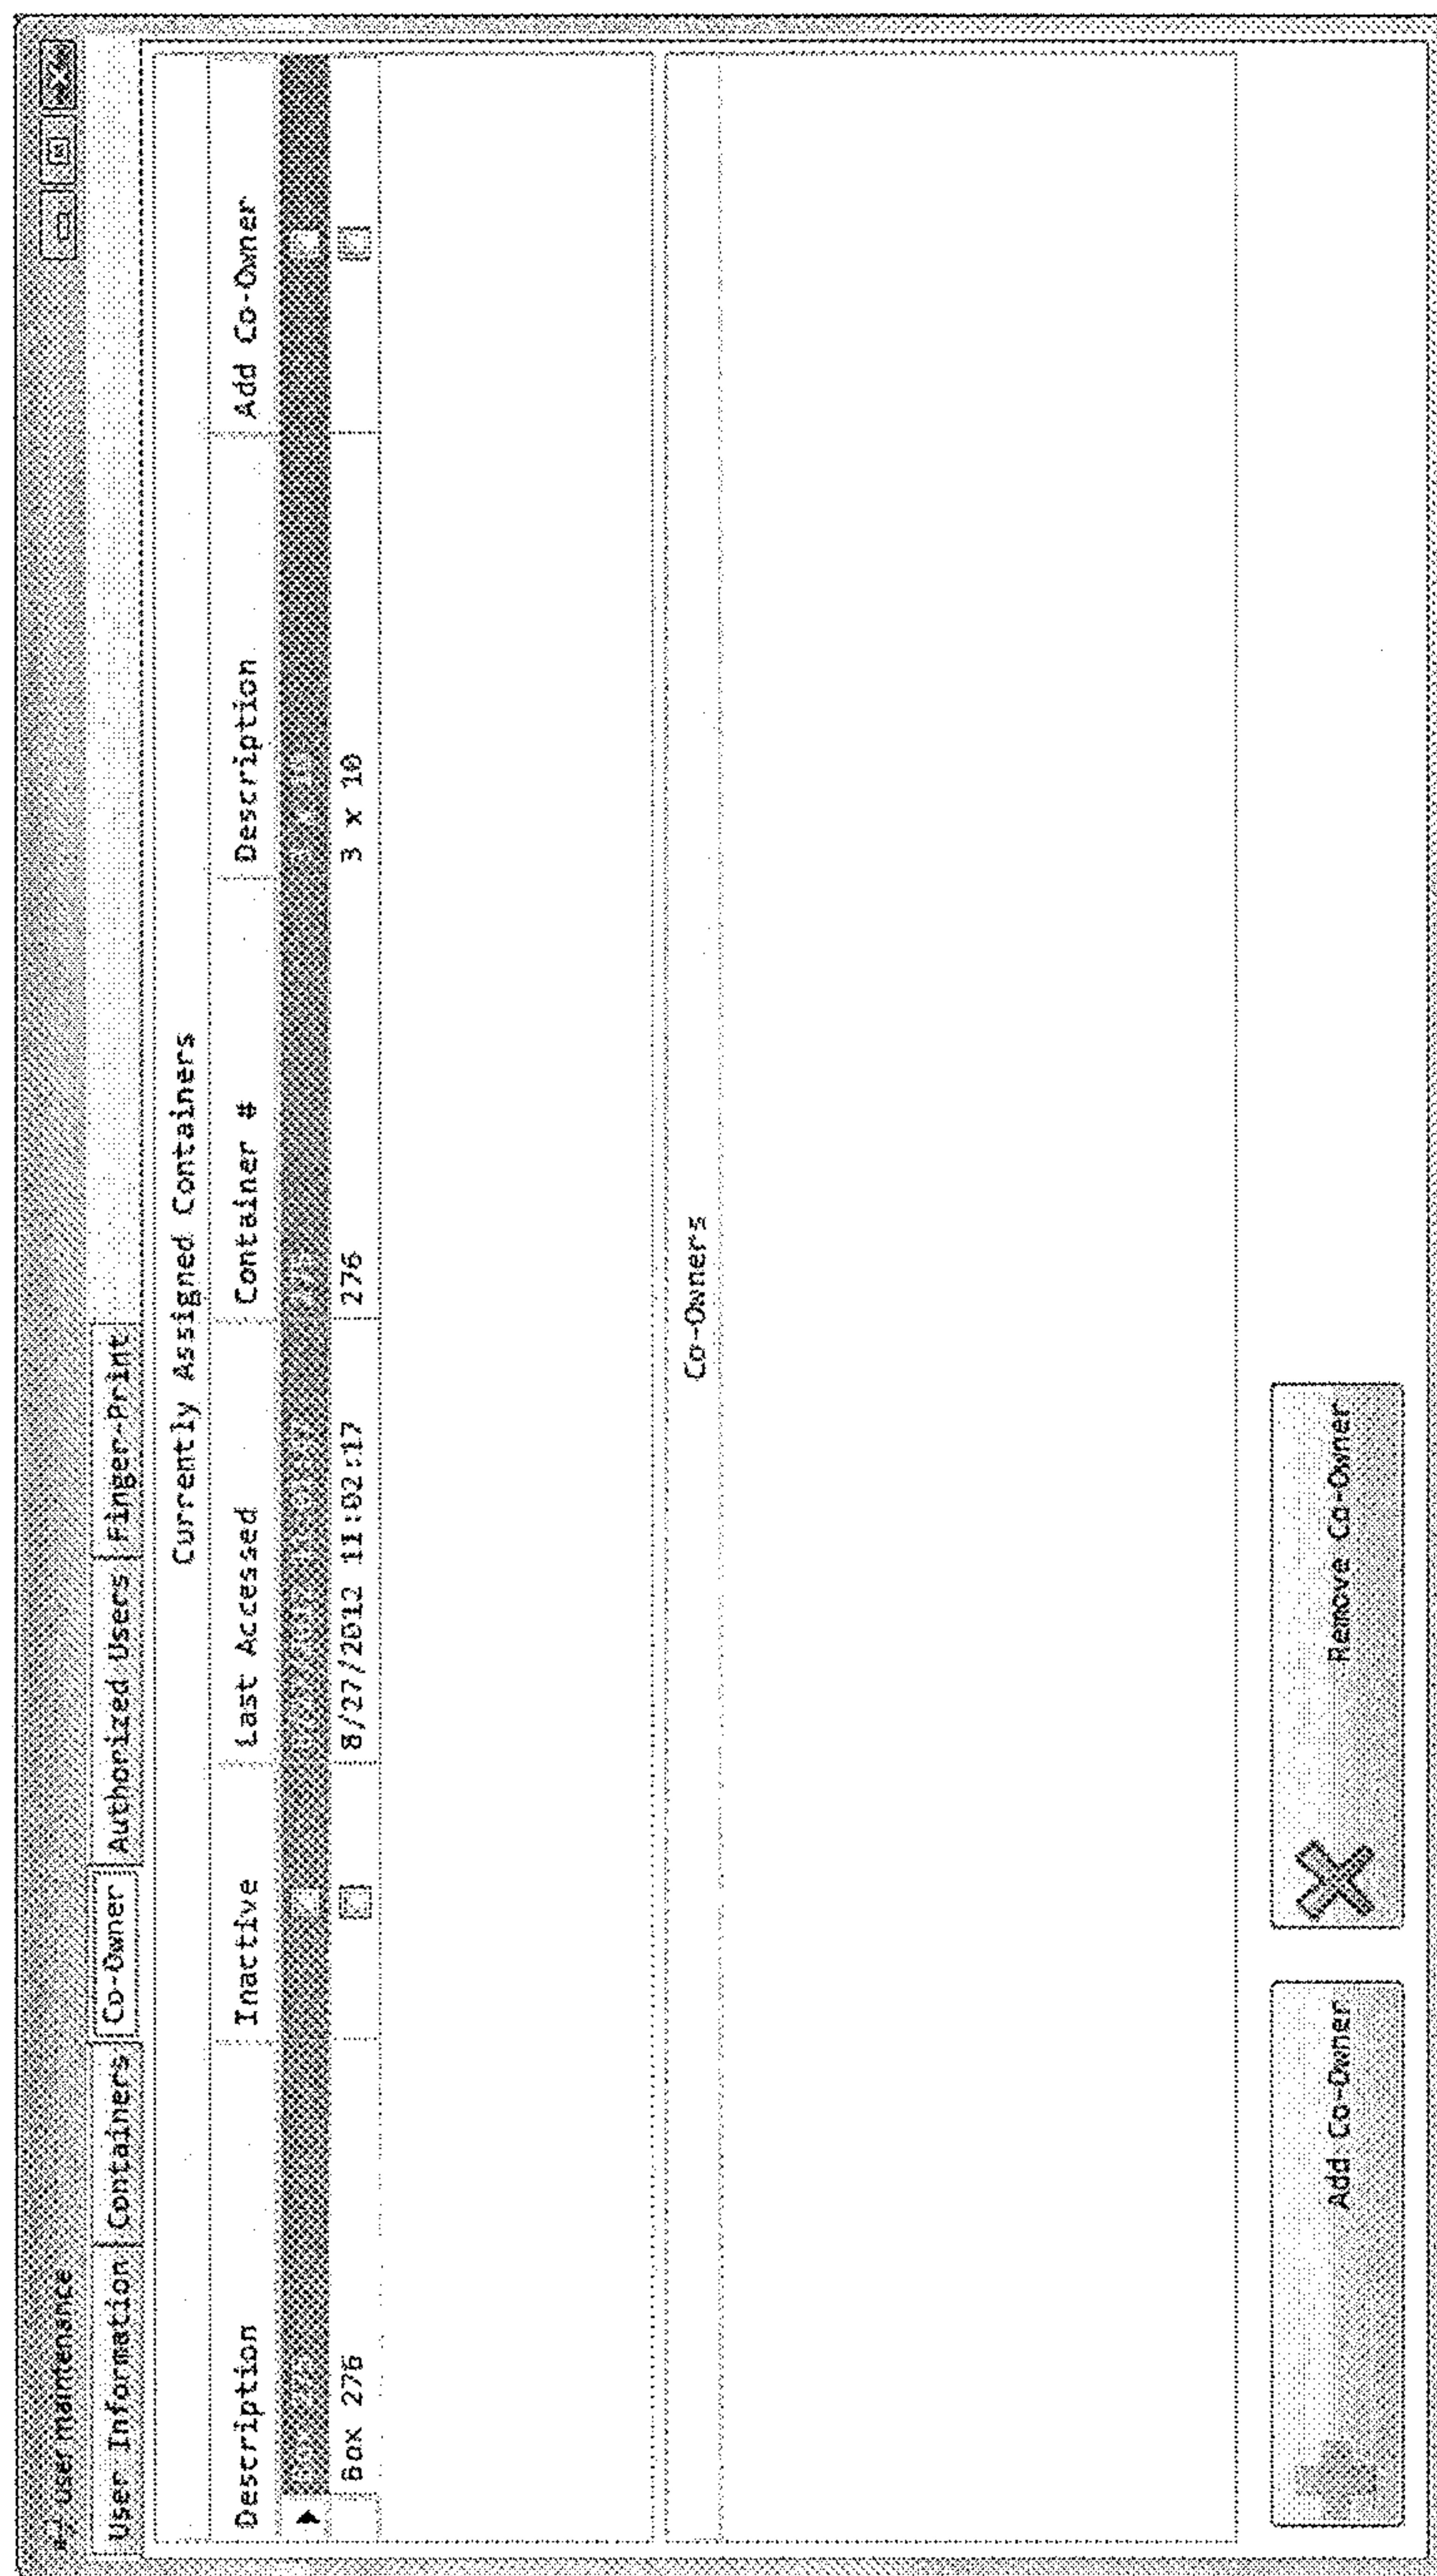 user maintenance
User Information Containers Co-Owner Authorized Users Finger-Print
Currently Assigned Containers
Description Inactive Last Accessed Container # Description Add Co-Owner
Box 276 8/27/2012 11:02:17 276 3 x 10
Co-Owners
Add Co-Owner Remove Co-Owner